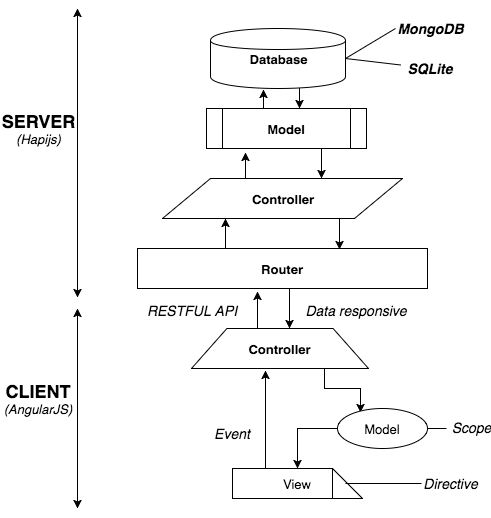 MongoDB
Database
SQLite
SERVER
(Hapijs)
Model
Controller
Router
RESTFUL API
Data responsive
Controller
CLIENT
(AngularJS)
Event
Model
Scope
View
Directive